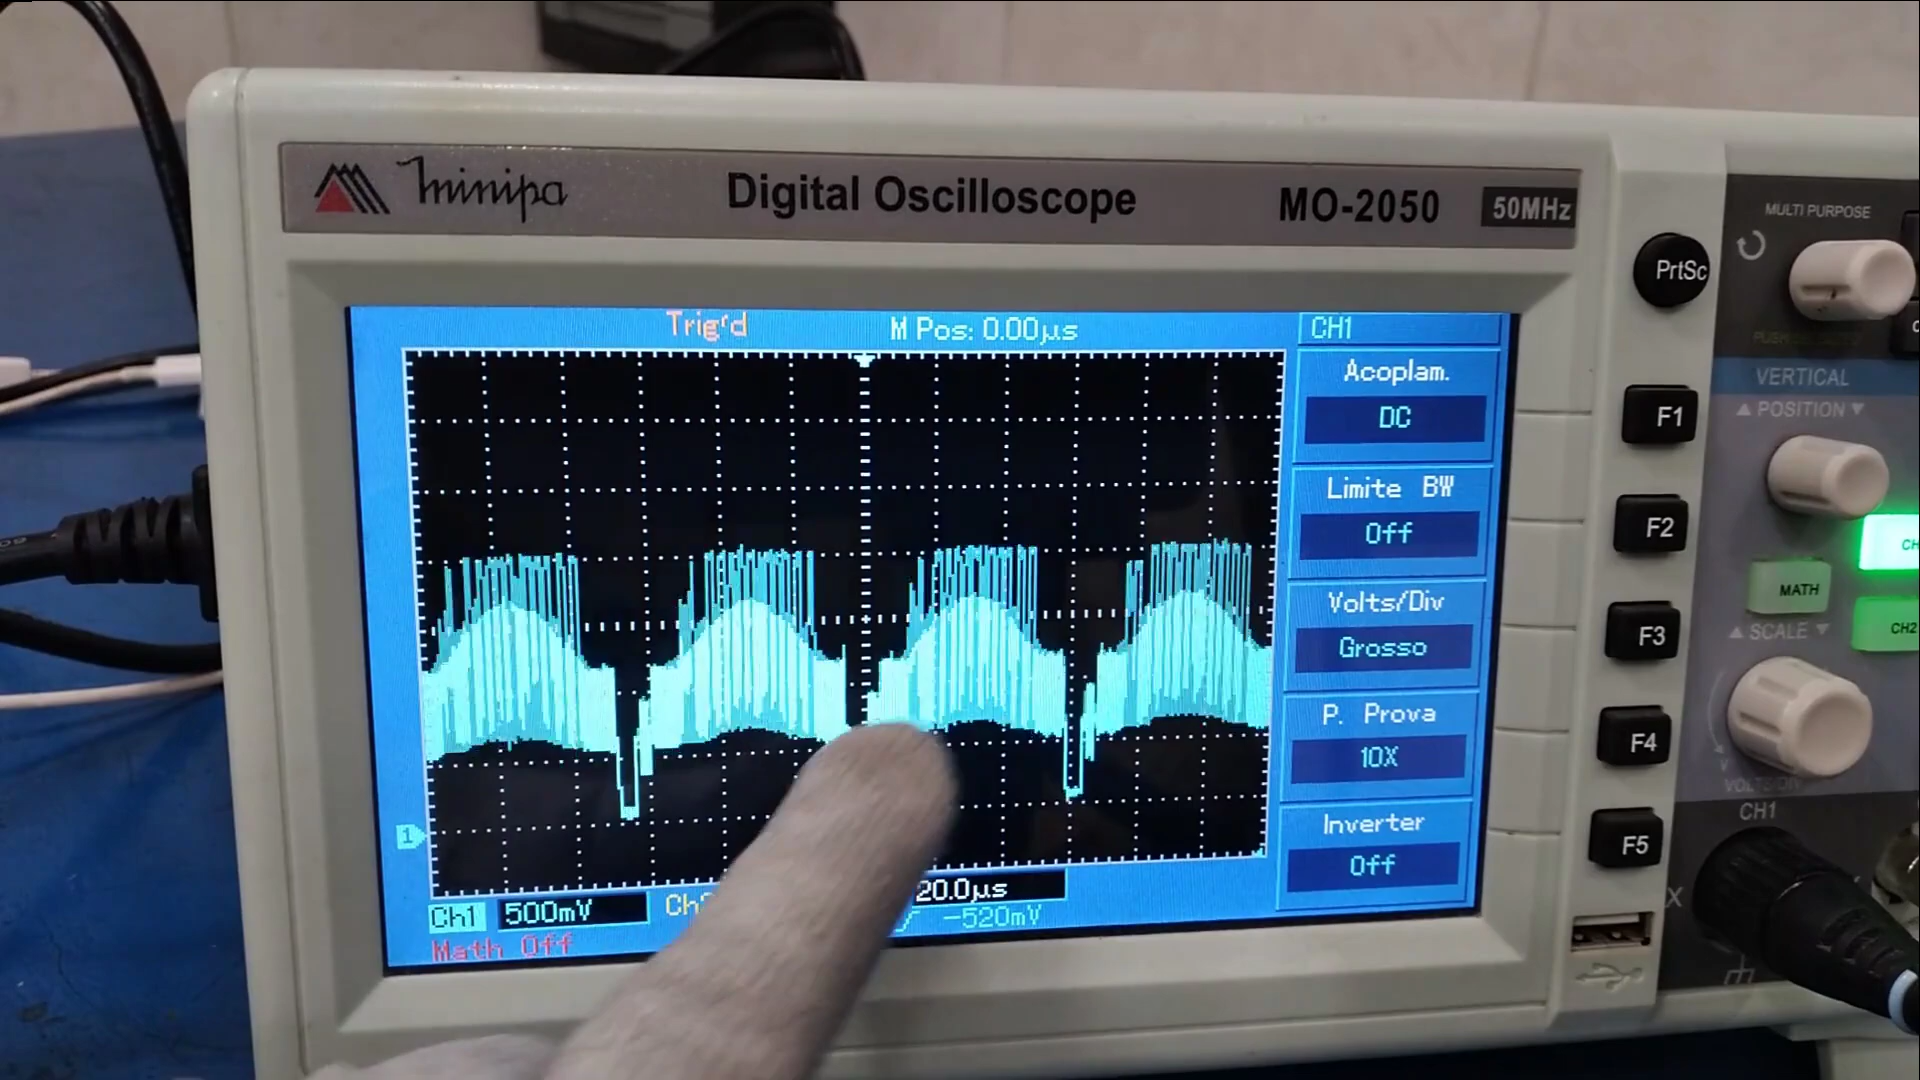 minipa
Digital Oscilloscope
MO-2050
50MHz
PrtSc
MULTI PURPOSE
VERTICAL
▲ POSITION ▼
F1
F2
F3
F4
F5
MATH
CH2
▲ SCALE ▼
CH1
Trig'd
M Pos: 0.00µs
CH1
Acoplam.
DC
Limite BW
Off
Volts/Div
Grosso
P. Prova
10X
Inverter
Off
1
Ch1 500mV
20.0µs
-520mV
Math Off